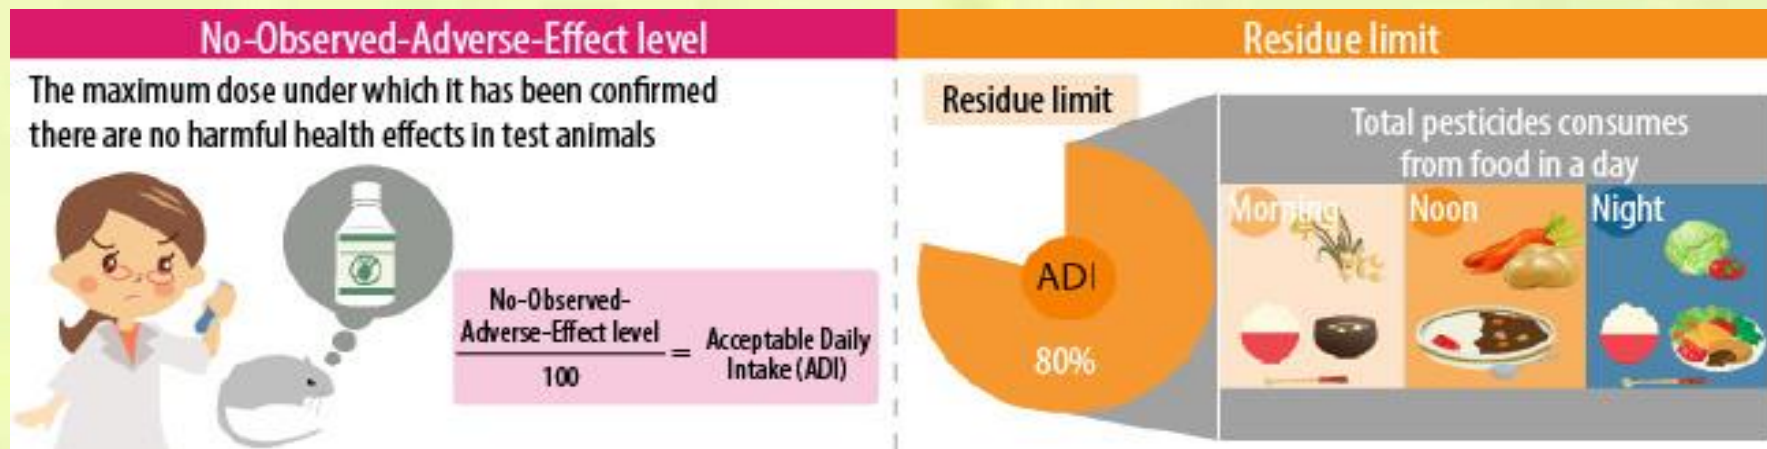 No-Observed-Adverse-Effect level
The maximum dose under which it has been confirmed
there are no harmful health effects in test animals
No-Observed-
Adverse-Effect level
100
=
Acceptable Daily
Intake (ADI)
Residue limit
Residue limit
ADI
80%
Total pesticides consumes
from food in a day
Morning
Noon
Night